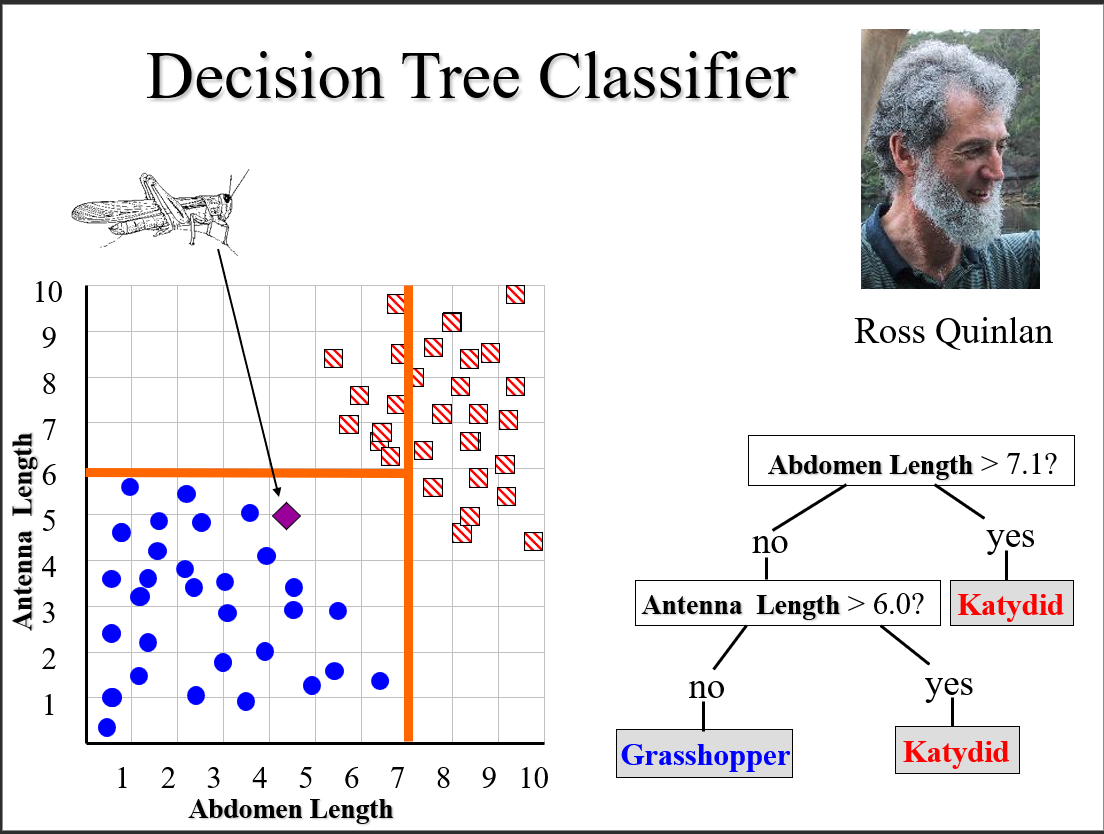 Decision Tree Classifier
Ross Quinlan
10
9
8
7
6
5
4
3
2
1
Antenna Length
1 2 3 4 5 6 7 8 9 10
Abdomen Length
Abdomen Length > 7.1?
no
yes
Antenna Length > 6.0?
Katydid
no
yes
Grasshopper
Katydid